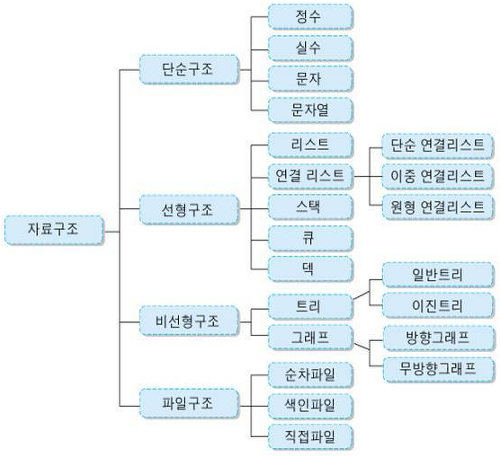 자료구조
단순구조
정수
실수
문자
문자열
선형구조
리스트
연결 리스트
단순 연결리스트
이중 연결리스트
원형 연결리스트
스택
큐
덱
비선형구조
트리
일반트리
이진트리
그래프
방향그래프
무방향그래프
파일구조
순차파일
색인파일
직접파일